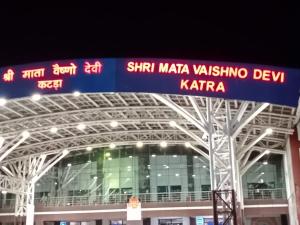 श्री माता वैष्णो देवी
कटड़ा
SHRI MATA VAISHNO DEVI
KATRA